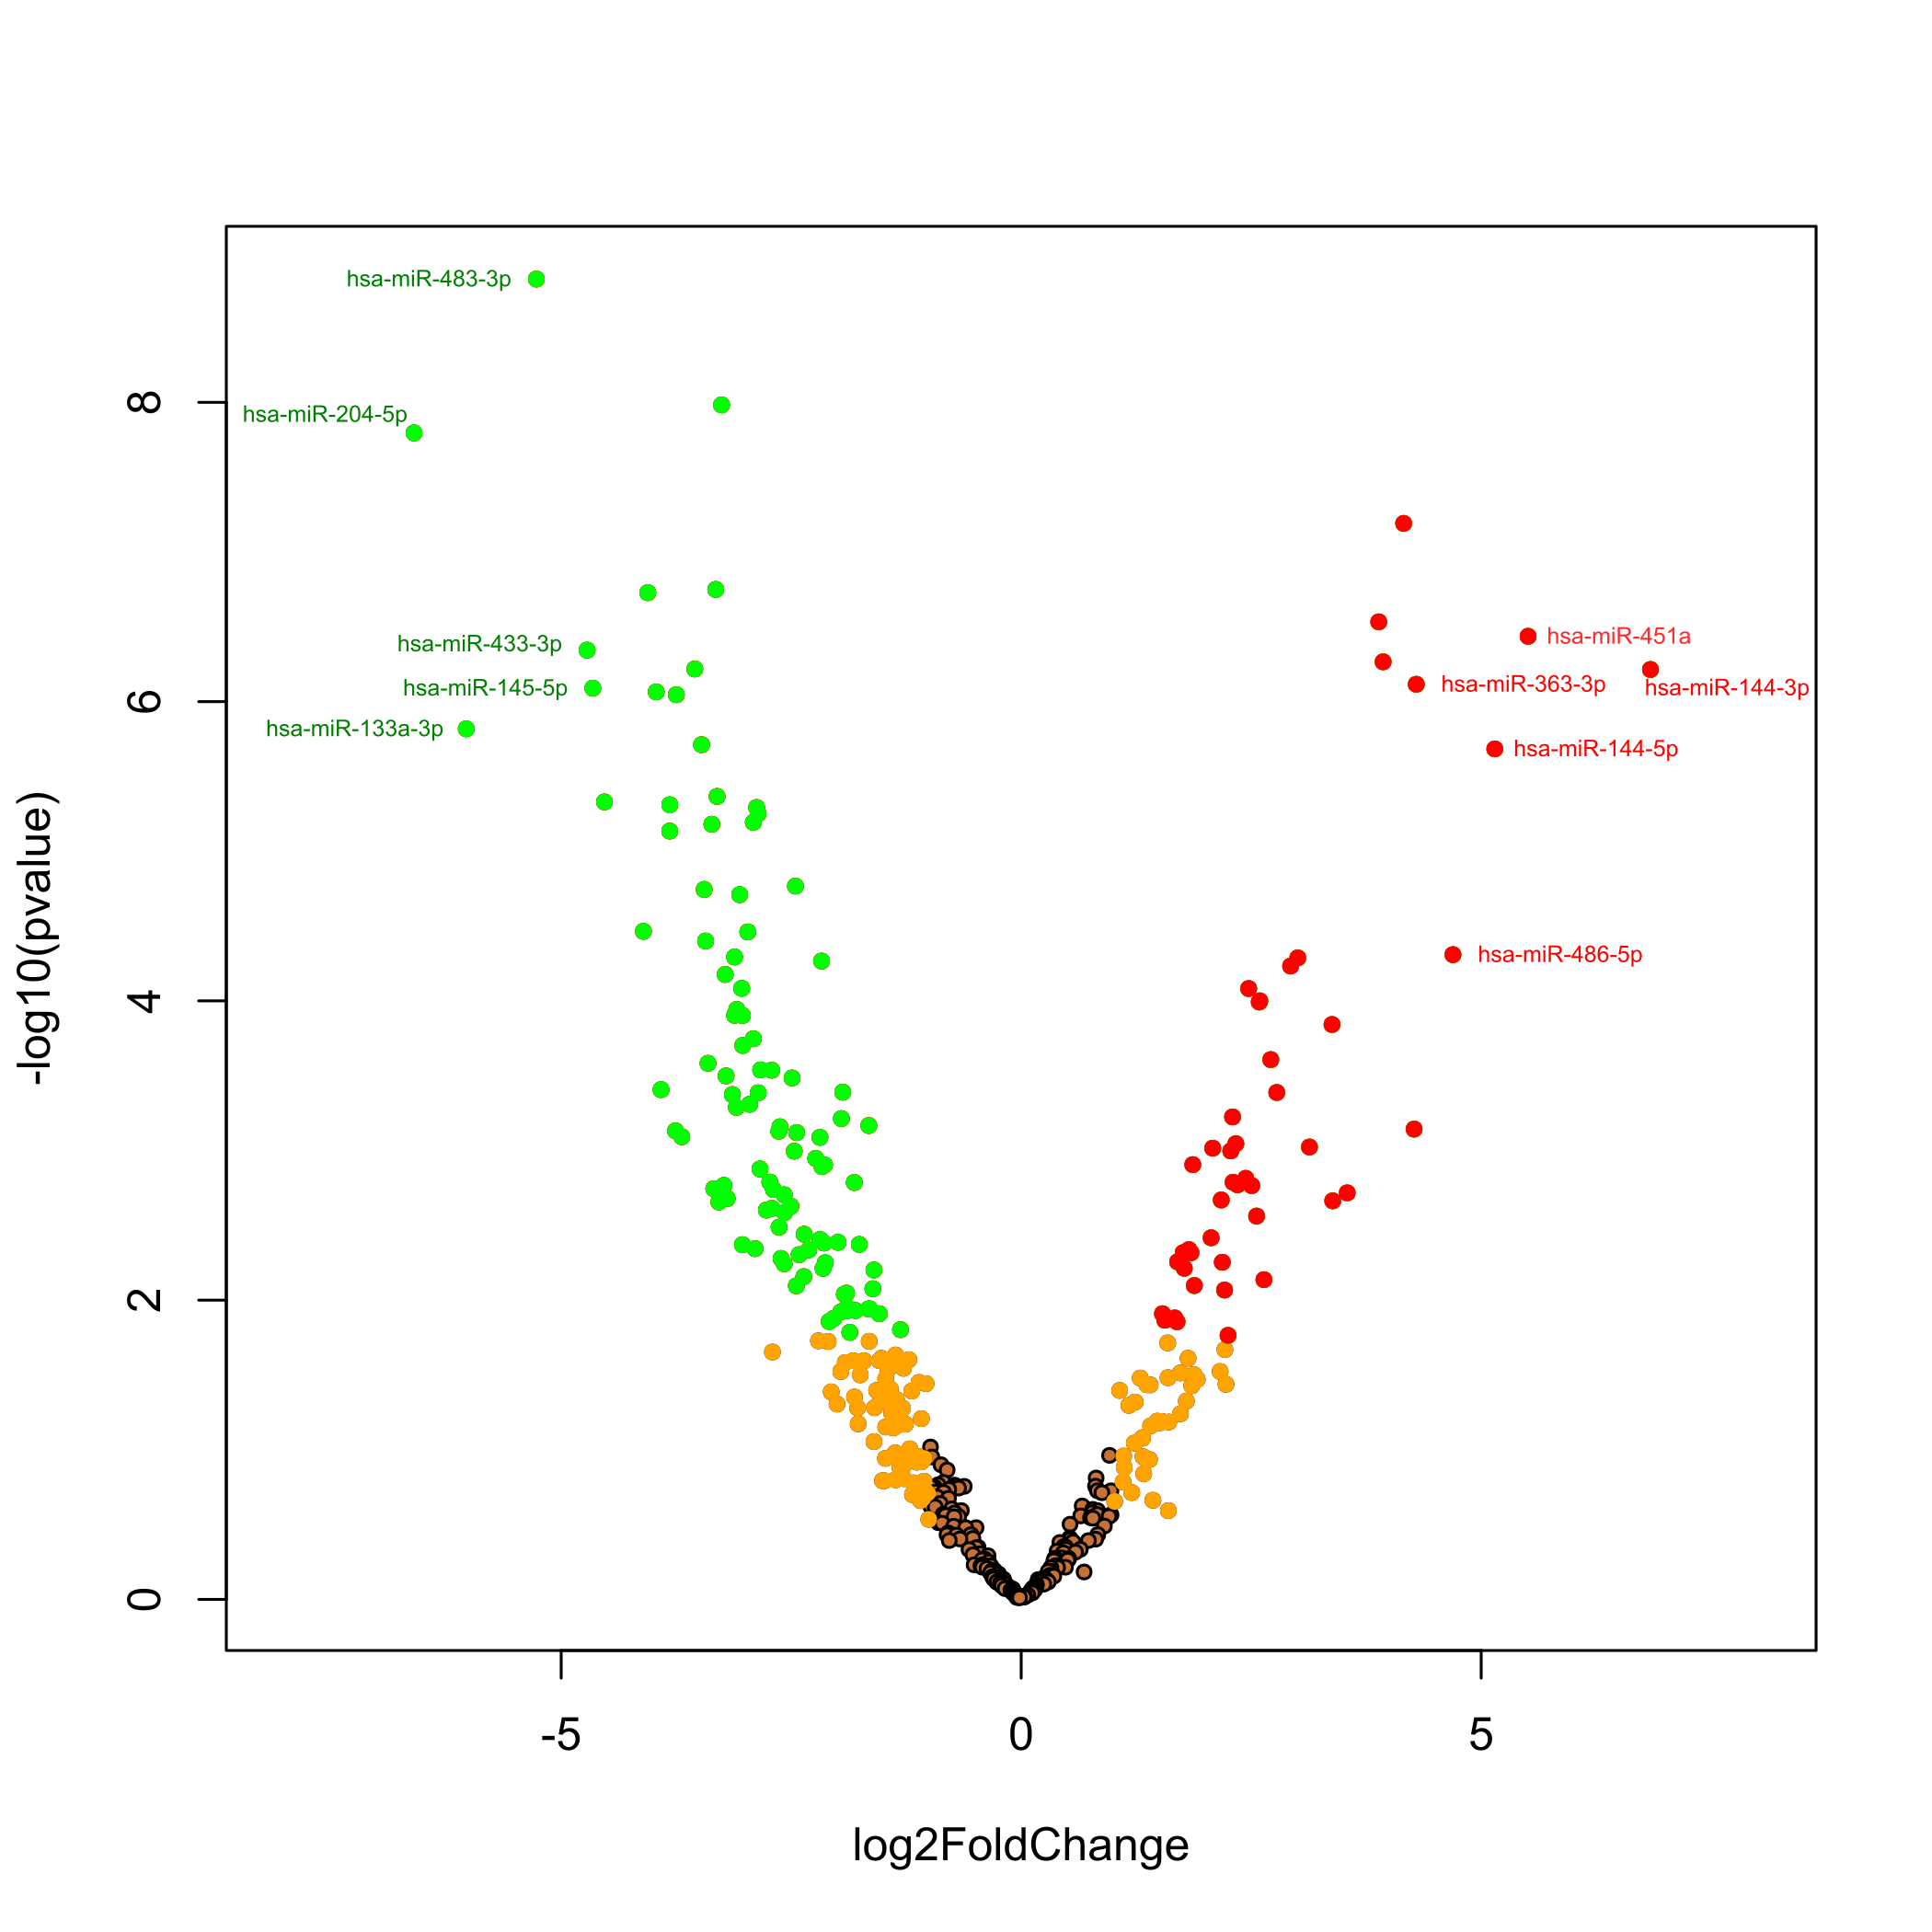 hsa-miR-483-3p
8
hsa-miR-204-5p
hsa-miR-433-3p
hsa-miR-451a
hsa-miR-145-5p
hsa-miR-363-3p
hsa-miR-144-3p
6
hsa-miR-133a-3p
hsa-miR-144-5p
-log10(pvalue)
hsa-miR-486-5p
4
2
0
-5
0
5
log2FoldChange